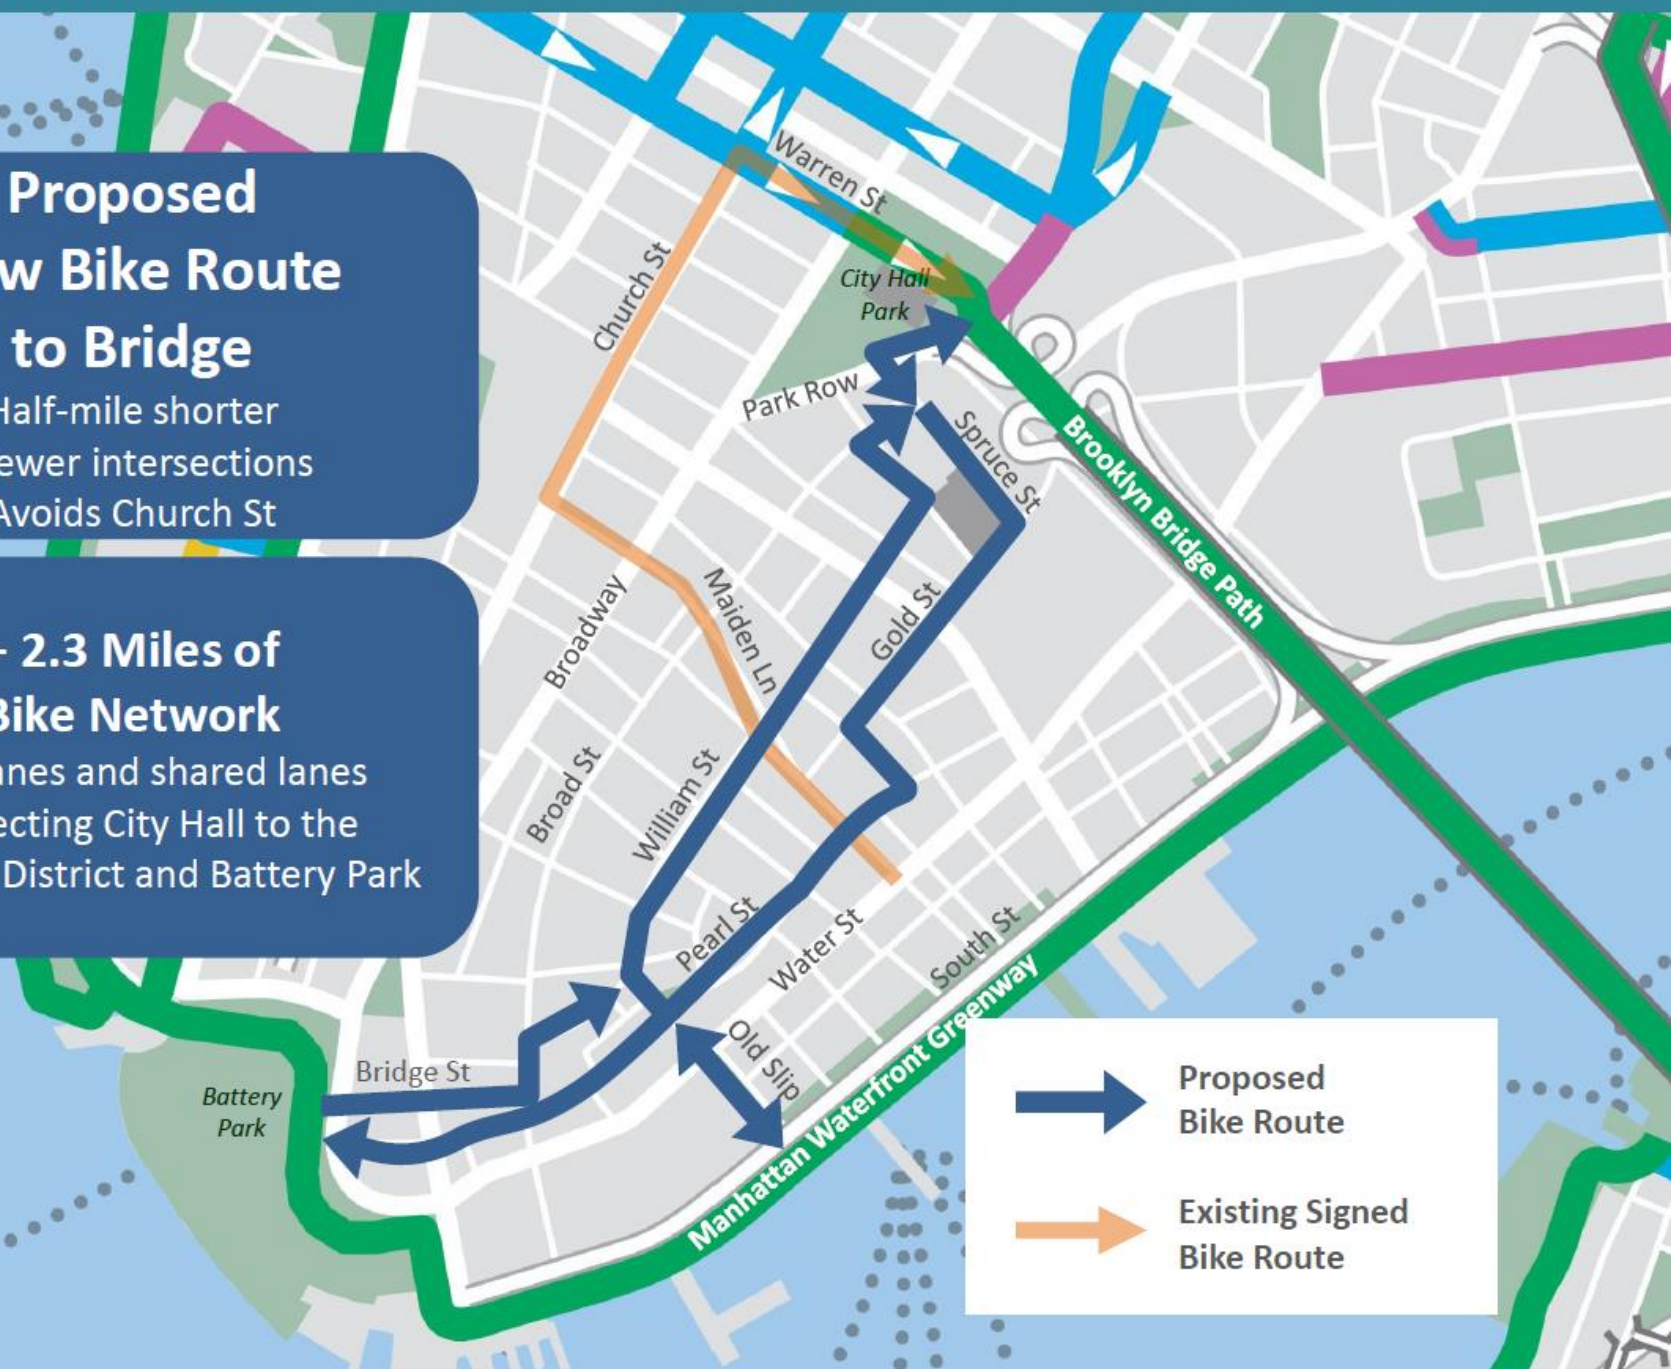 Proposed
w Bike Route
to Bridge
Half-mile shorter
ewer intersections
Avoids Church St
- 2.3 Miles of
Bike Network
anes and shared lanes
ecting City Hall to the
District and Battery Park
Warren St
Church St
City Hall
Park
Park Row
Spruce St
Brooklyn Bridge Path
Maiden Ln
Gold St
Broadway
Broad St
William St
Pearl St
Water St
South St
Old Slip
Manhattan Waterfront Greenway
Bridge St
Battery
Park
Proposed
Bike Route
Existing Signed
Bike Route